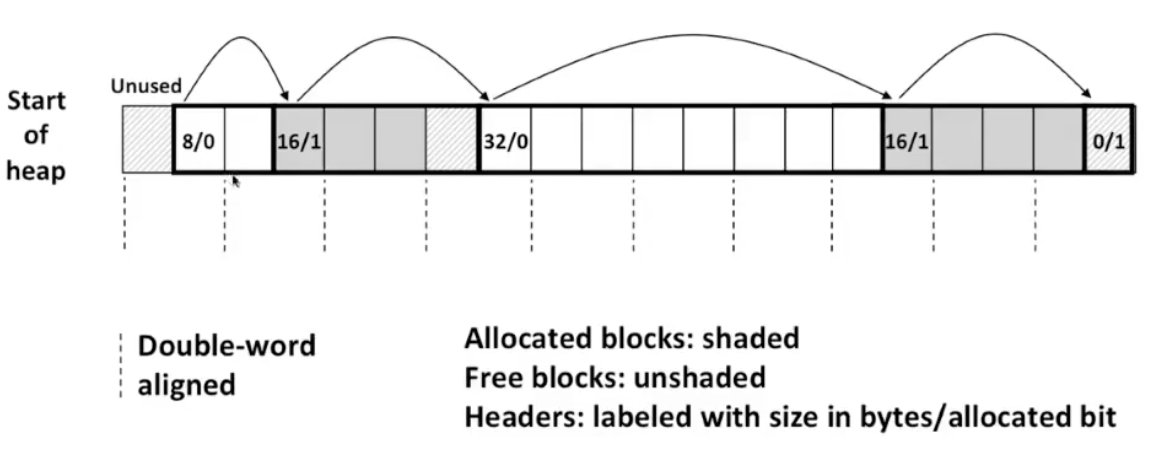 Unused
Start
of
heap
8/0 16/1 32/0 16/1 0/1
Double-word
aligned
Allocated blocks: shaded
Free blocks: unshaded
Headers: labeled with size in bytes/allocated bit